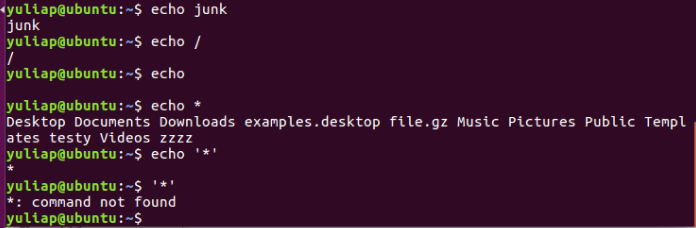 yuliap@ubuntu:~$ echo junk
junk
yuliap@ubuntu:~$ echo /
/
yuliap@ubuntu:~$ echo

yuliap@ubuntu:~$ echo *
Desktop Documents Downloads examples.desktop file.gz Music Pictures Public Templ
ates testy Videos zzzz
yuliap@ubuntu:~$ echo '*'
*
yuliap@ubuntu:~$ '*'
*: command not found
yuliap@ubuntu:~$